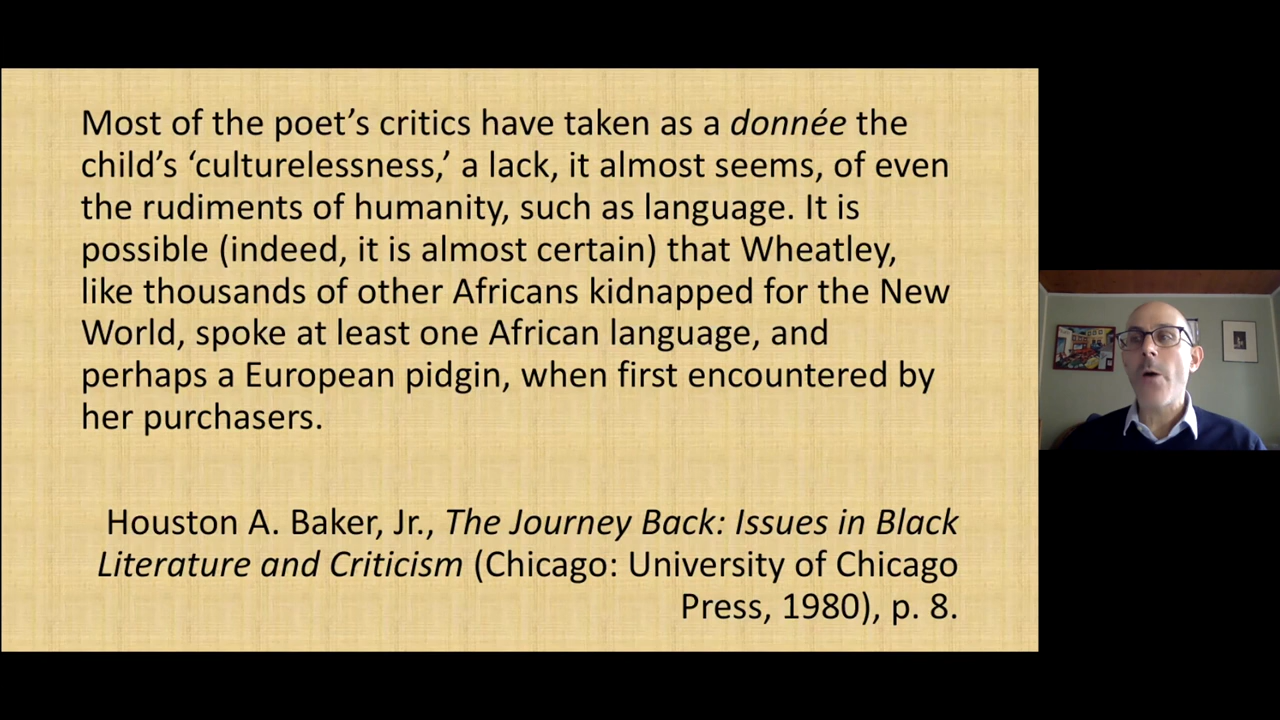 Most of the poet’s critics have taken as a donnée the
child’s ‘culturelessness,’ a lack, it almost seems, of even
the rudiments of humanity, such as language. It is
possible (indeed, it is almost certain) that Wheatley,
like thousands of other Africans kidnapped for the New
World, spoke at least one African language, and
perhaps a European pidgin, when first encountered by
her purchasers.
Houston A. Baker, Jr., The Journey Back: Issues in Black
Literature and Criticism (Chicago: University of Chicago
Press, 1980), p. 8.